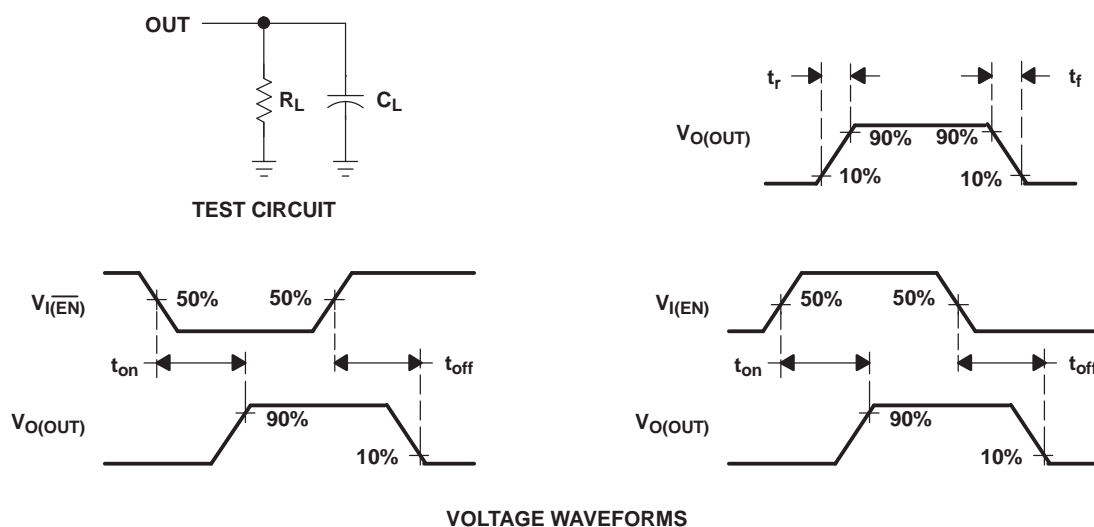 OUT
RL
CL
TEST CIRCUIT
tr
tf
VO(OUT)
90%
90%
10%
10%
VI(E̅N̅)
50%
50%
ton
toff
VO(OUT)
90%
10%
VI(EN)
50%
50%
ton
toff
VO(OUT)
90%
10%
VOLTAGE WAVEFORMS